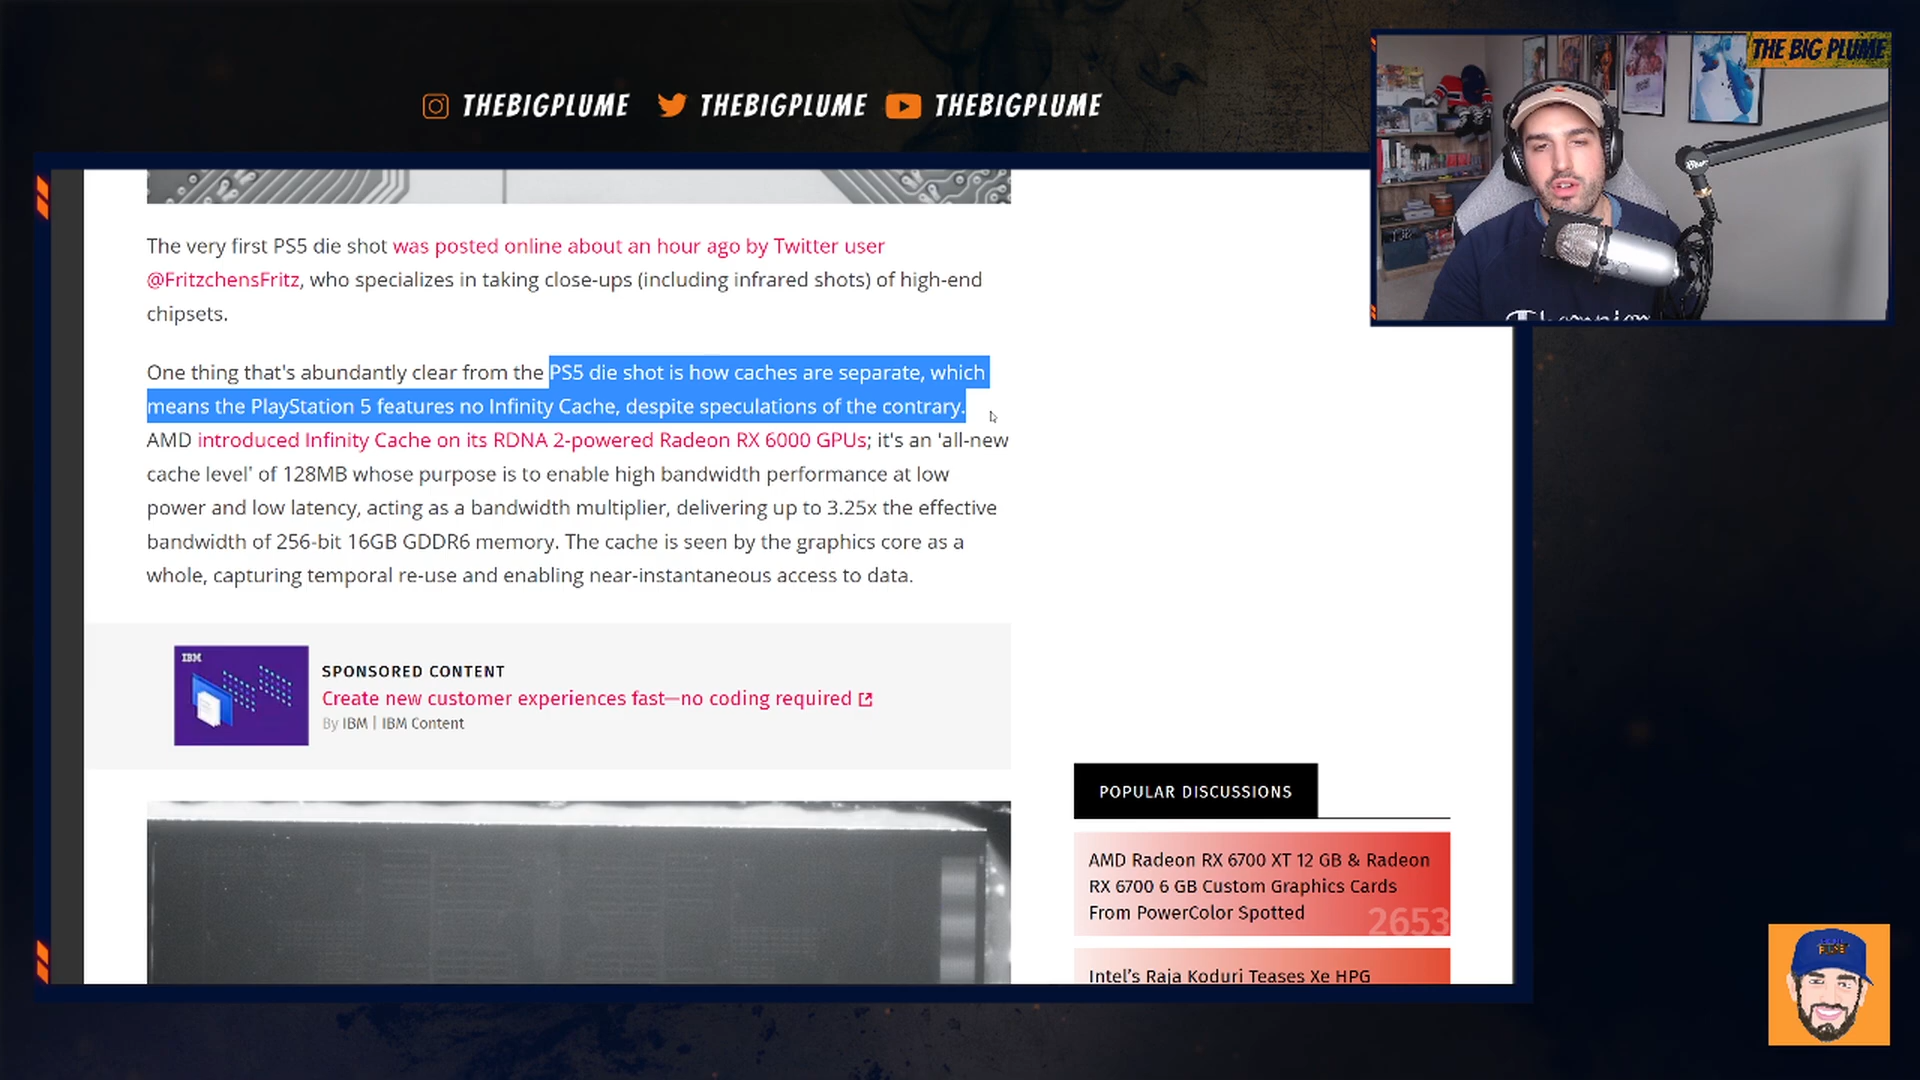 THE BIG PLUME
THEBIGPLUME THEBIGPLUME THEBIGPLUME
The very first PS5 die shot was posted online about an hour ago by Twitter user
@FritzchensFritz, who specializes in taking close-ups (including infrared shots) of high-end
chipsets.
One thing that's abundantly clear from the PS5 die shot is how caches are separate, which
means the PlayStation 5 features no Infinity Cache, despite speculations of the contrary.
AMD introduced Infinity Cache on its RDNA 2-powered Radeon RX 6000 GPUs; it's an 'all-new
cache level' of 128MB whose purpose is to enable high bandwidth performance at low
power and low latency, acting as a bandwidth multiplier, delivering up to 3.25x the effective
bandwidth of 256-bit 16GB GDDR6 memory. The cache is seen by the graphics core as a
whole, capturing temporal re-use and enabling near-instantaneous access to data.
IBM
SPONSORED CONTENT
Create new customer experiences fast—no coding required
By IBM | IBM Content
POPULAR DISCUSSIONS
AMD Radeon RX 6700 XT 12 GB & Radeon
RX 6700 6 GB Custom Graphics Cards
From PowerColor Spotted
2653
Intel's Raja Koduri Teases Xe HPG
Champion